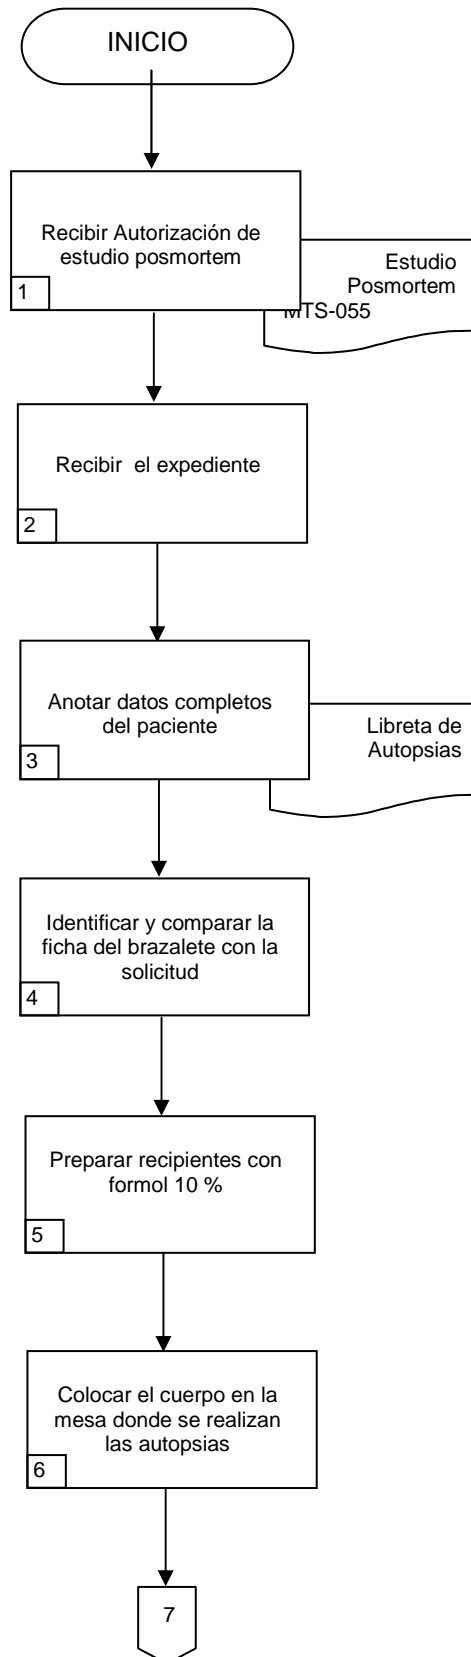 INICIO
Recibir Autorización de
estudio posmortem
1
Estudio
Posmortem
MTS-055
Recibir el expediente
2
Anotar datos completos
del paciente
3
Libreta de
Autopsias
Identificar y comparar la
ficha del brazalete con la
solicitud
4
Preparar recipientes con
formol 10 %
5
Colocar el cuerpo en la
mesa donde se realizan
las autopsias
6
7